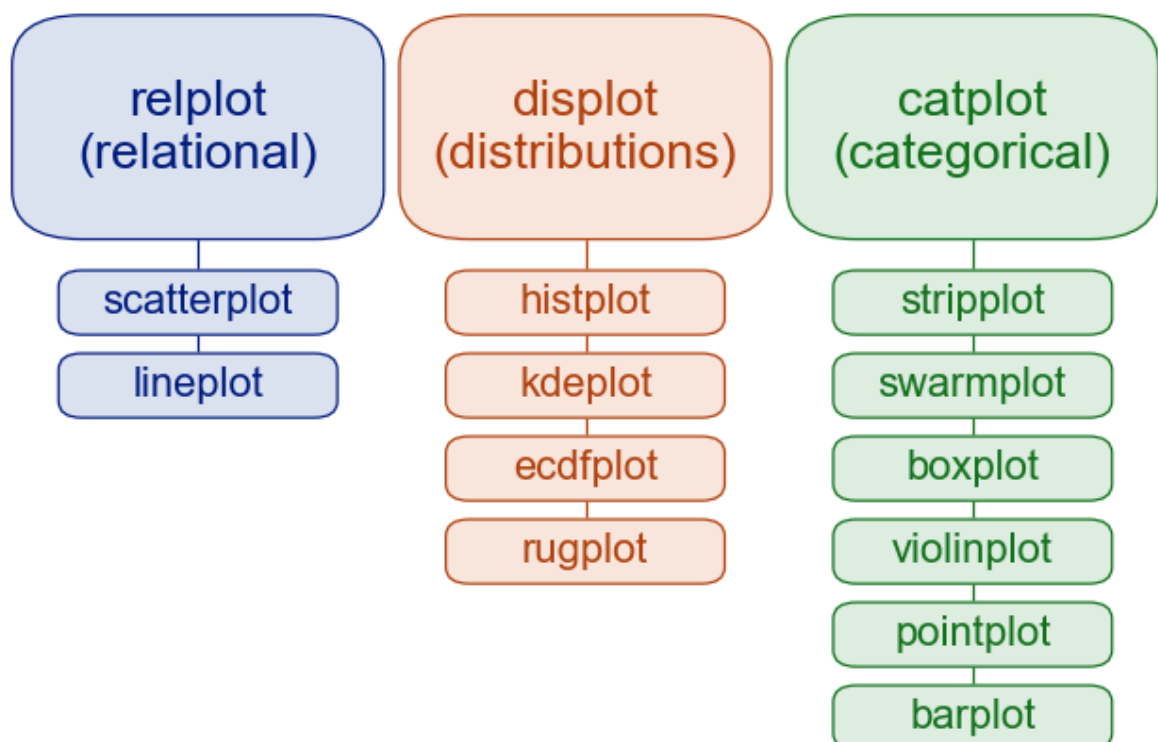 relplot
(relational)
scatterplot
lineplot
displot
(distributions)
histplot
kdeplot
ecdfplot
rugplot
catplot
(categorical)
stripplot
swarmplot
boxplot
violinplot
pointplot
barplot